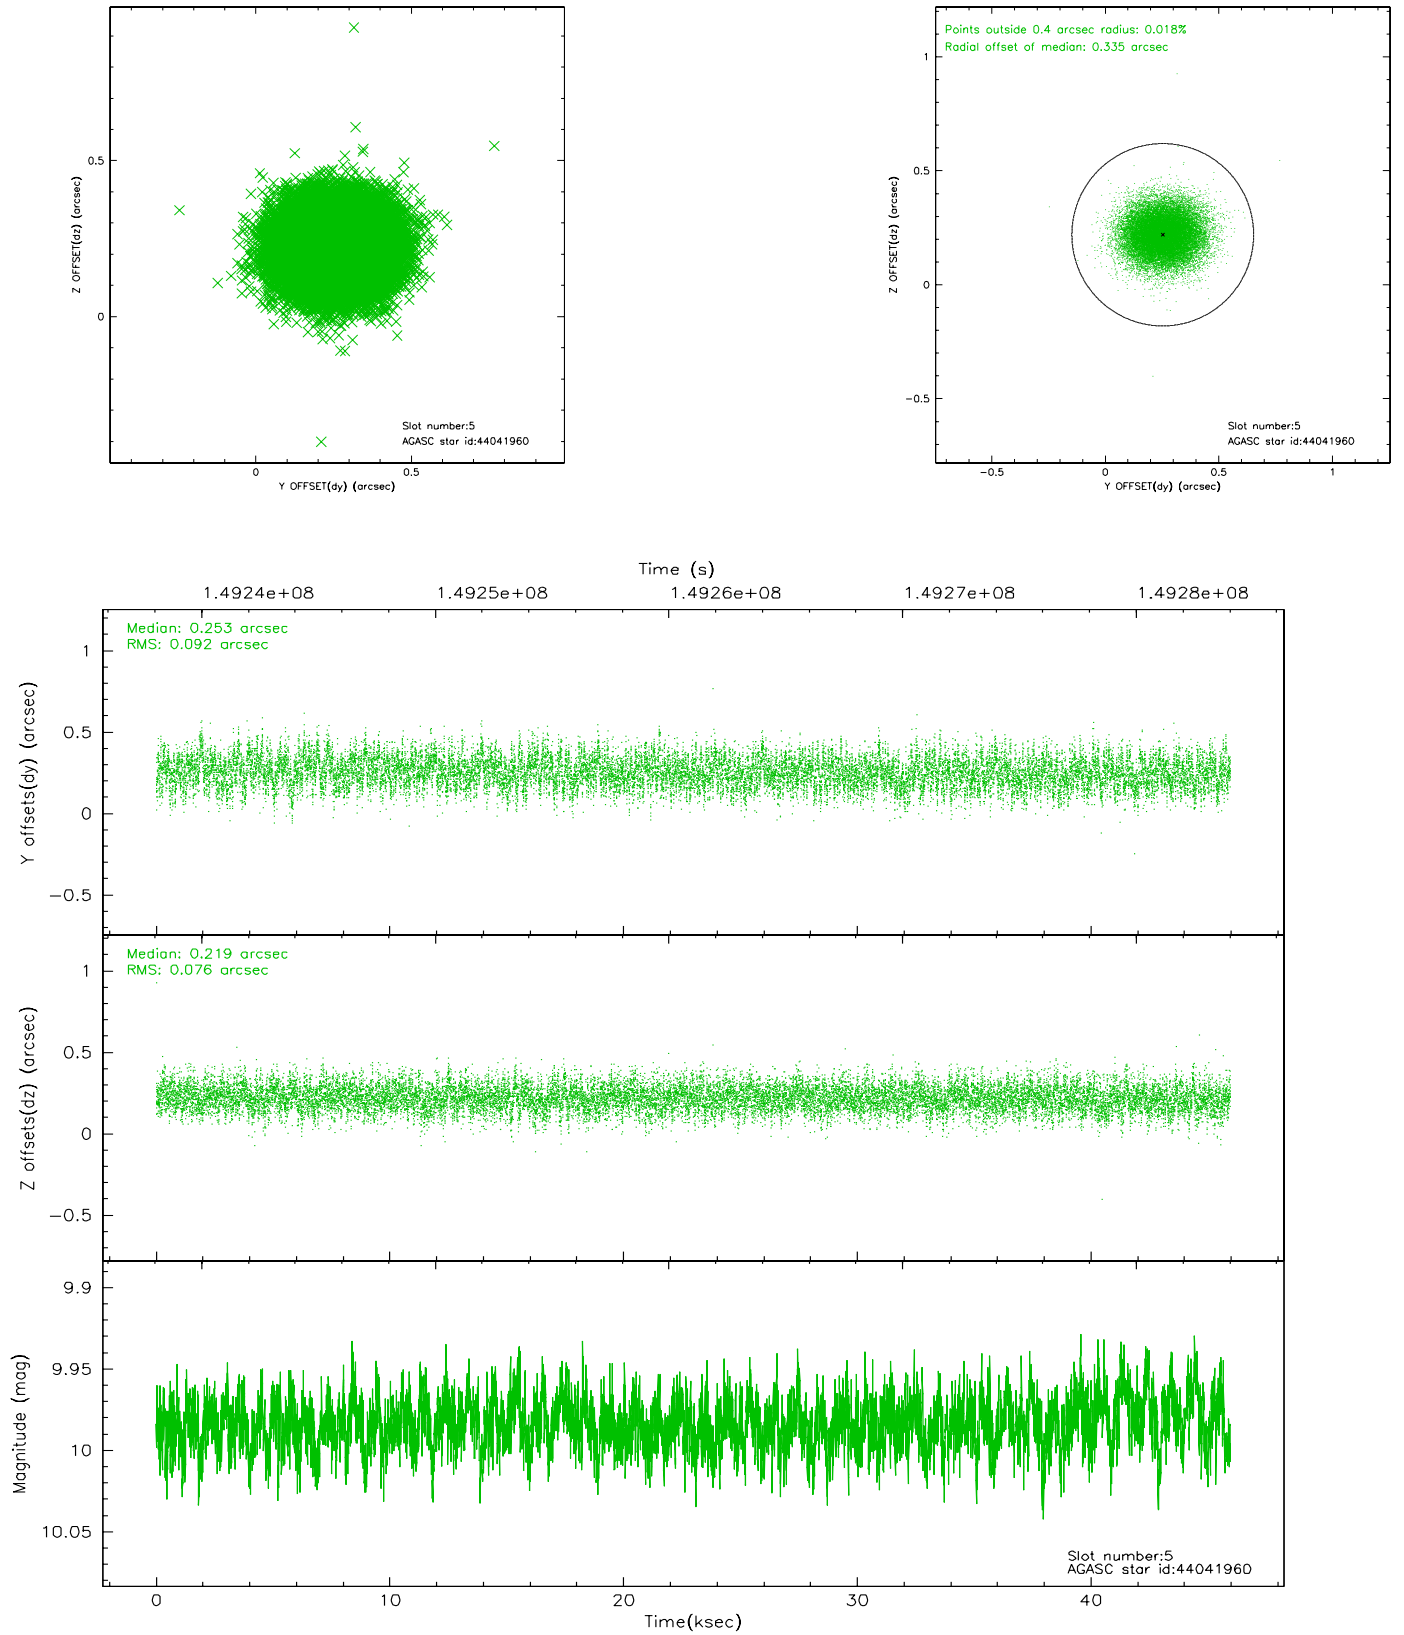 Z OFFSET(dz) (arcsec)
0.5
0
0
0.5
Y OFFSET(dy) (arcsec)
Slot number:5
AGASC star id:44041960
Points outside 0.4 arcsec radius: 0.018%
Radial offset of median: 0.335 arcsec
Z OFFSET(dz) (arcsec)
1
0.5
0
−0.5
−0.5
0
0.5
1
Y OFFSET(dy) (arcsec)
Slot number:5
AGASC star id:44041960
Time (s)
1.4924e+08
1.4925e+08
1.4926e+08
1.4927e+08
1.4928e+08
Median: 0.253 arcsec
RMS: 0.092 arcsec
Y offsets(dy) (arcsec)
1
0.5
0
−0.5
Median: 0.219 arcsec
RMS: 0.076 arcsec
Z offsets(dz) (arcsec)
1
0.5
0
−0.5
Magnitude (mag)
9.9
9.95
10
10.05
Slot number:5
AGASC star id:44041960
0
10
20
30
40
Time(ksec)